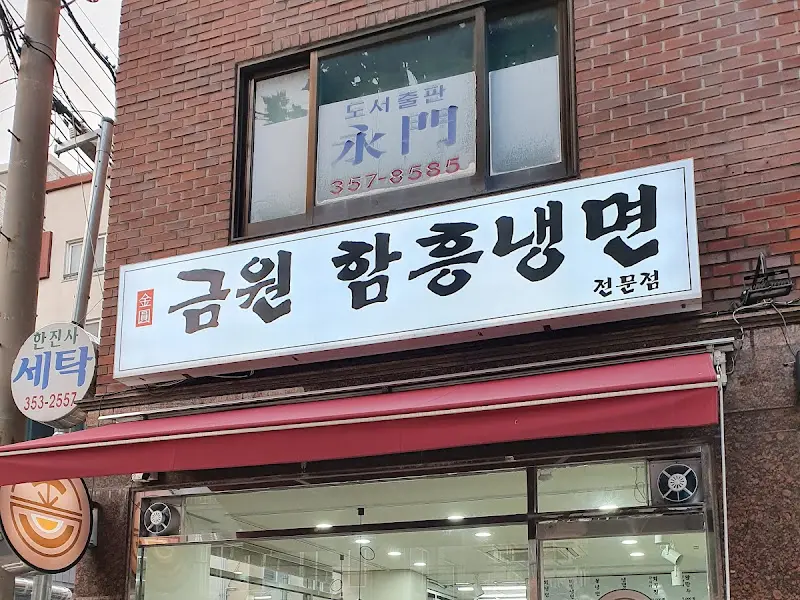 도서출판
永門
357-8585
金圓
금원 함흥냉면
전문점
한진사
세탁
353-2557
금